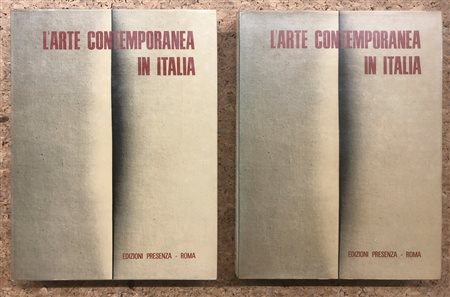 L'ARTE CONTEMPORANEA
IN ITALIA
EDIZIONI PRESENZA - ROMA
L'ARTE CONTEMPORANEA
IN ITALIA
EDIZIONI PRESENZA - ROMA